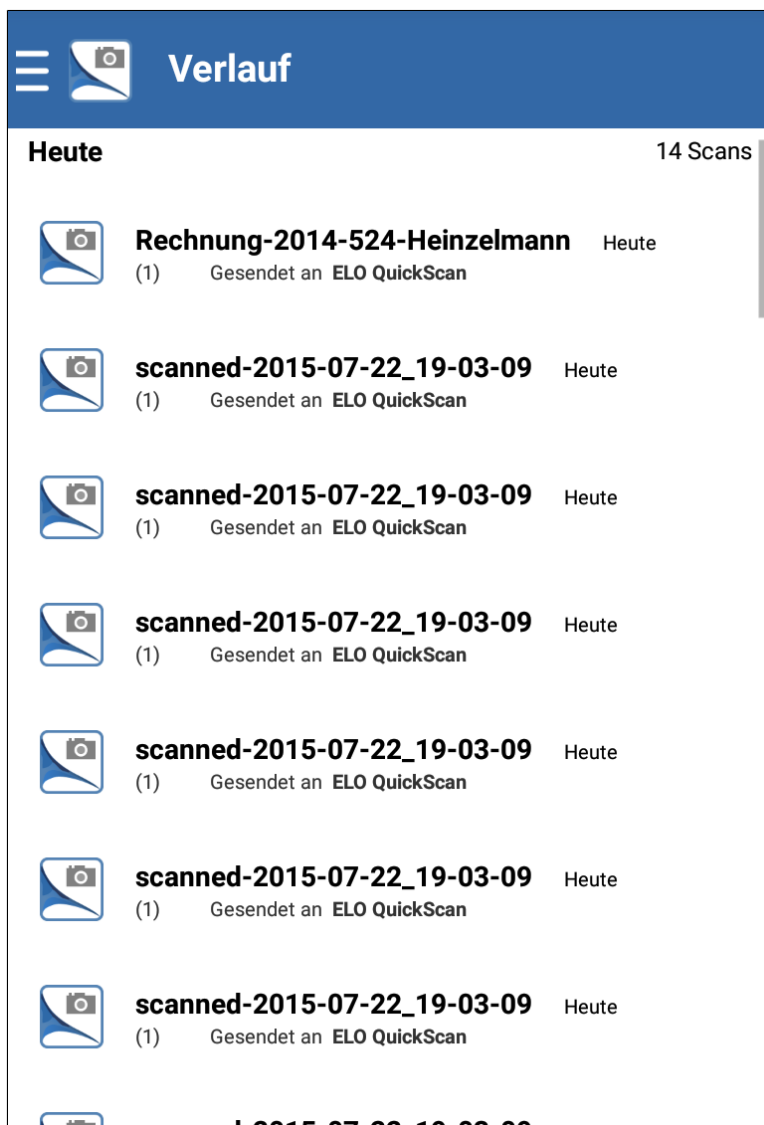 Verlauf
Heute 14 Scans
Rechnung-2014-524-Heinzelmann Heute
(1) Gesendet an ELO QuickScan
scanned-2015-07-22_19-03-09 Heute
(1) Gesendet an ELO QuickScan
scanned-2015-07-22_19-03-09 Heute
(1) Gesendet an ELO QuickScan
scanned-2015-07-22_19-03-09 Heute
(1) Gesendet an ELO QuickScan
scanned-2015-07-22_19-03-09 Heute
(1) Gesendet an ELO QuickScan
scanned-2015-07-22_19-03-09 Heute
(1) Gesendet an ELO QuickScan
scanned-2015-07-22_19-03-09 Heute
(1) Gesendet an ELO QuickScan